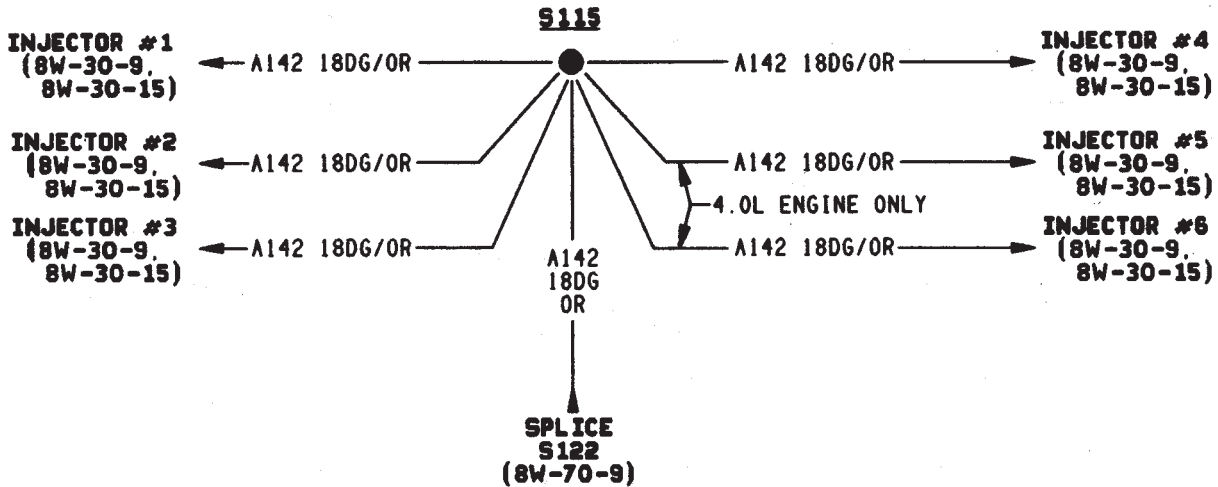 S115
INJECTOR #1
(8W-30-9,
8W-30-15)
A142 18DG/OR
A142 18DG/OR
INJECTOR #4
(8W-30-9,
8W-30-15)
INJECTOR #2
(8W-30-9,
8W-30-15)
A142 18DG/OR
A142 18DG/OR
INJECTOR #5
(8W-30-9,
8W-30-15)
4.0L ENGINE ONLY
INJECTOR #3
(8W-30-9,
8W-30-15)
A142 18DG/OR
A142
18DG
OR
A142 18DG/OR
INJECTOR #6
(8W-30-9,
8W-30-15)
SPLICE
S122
(8W-70-9)